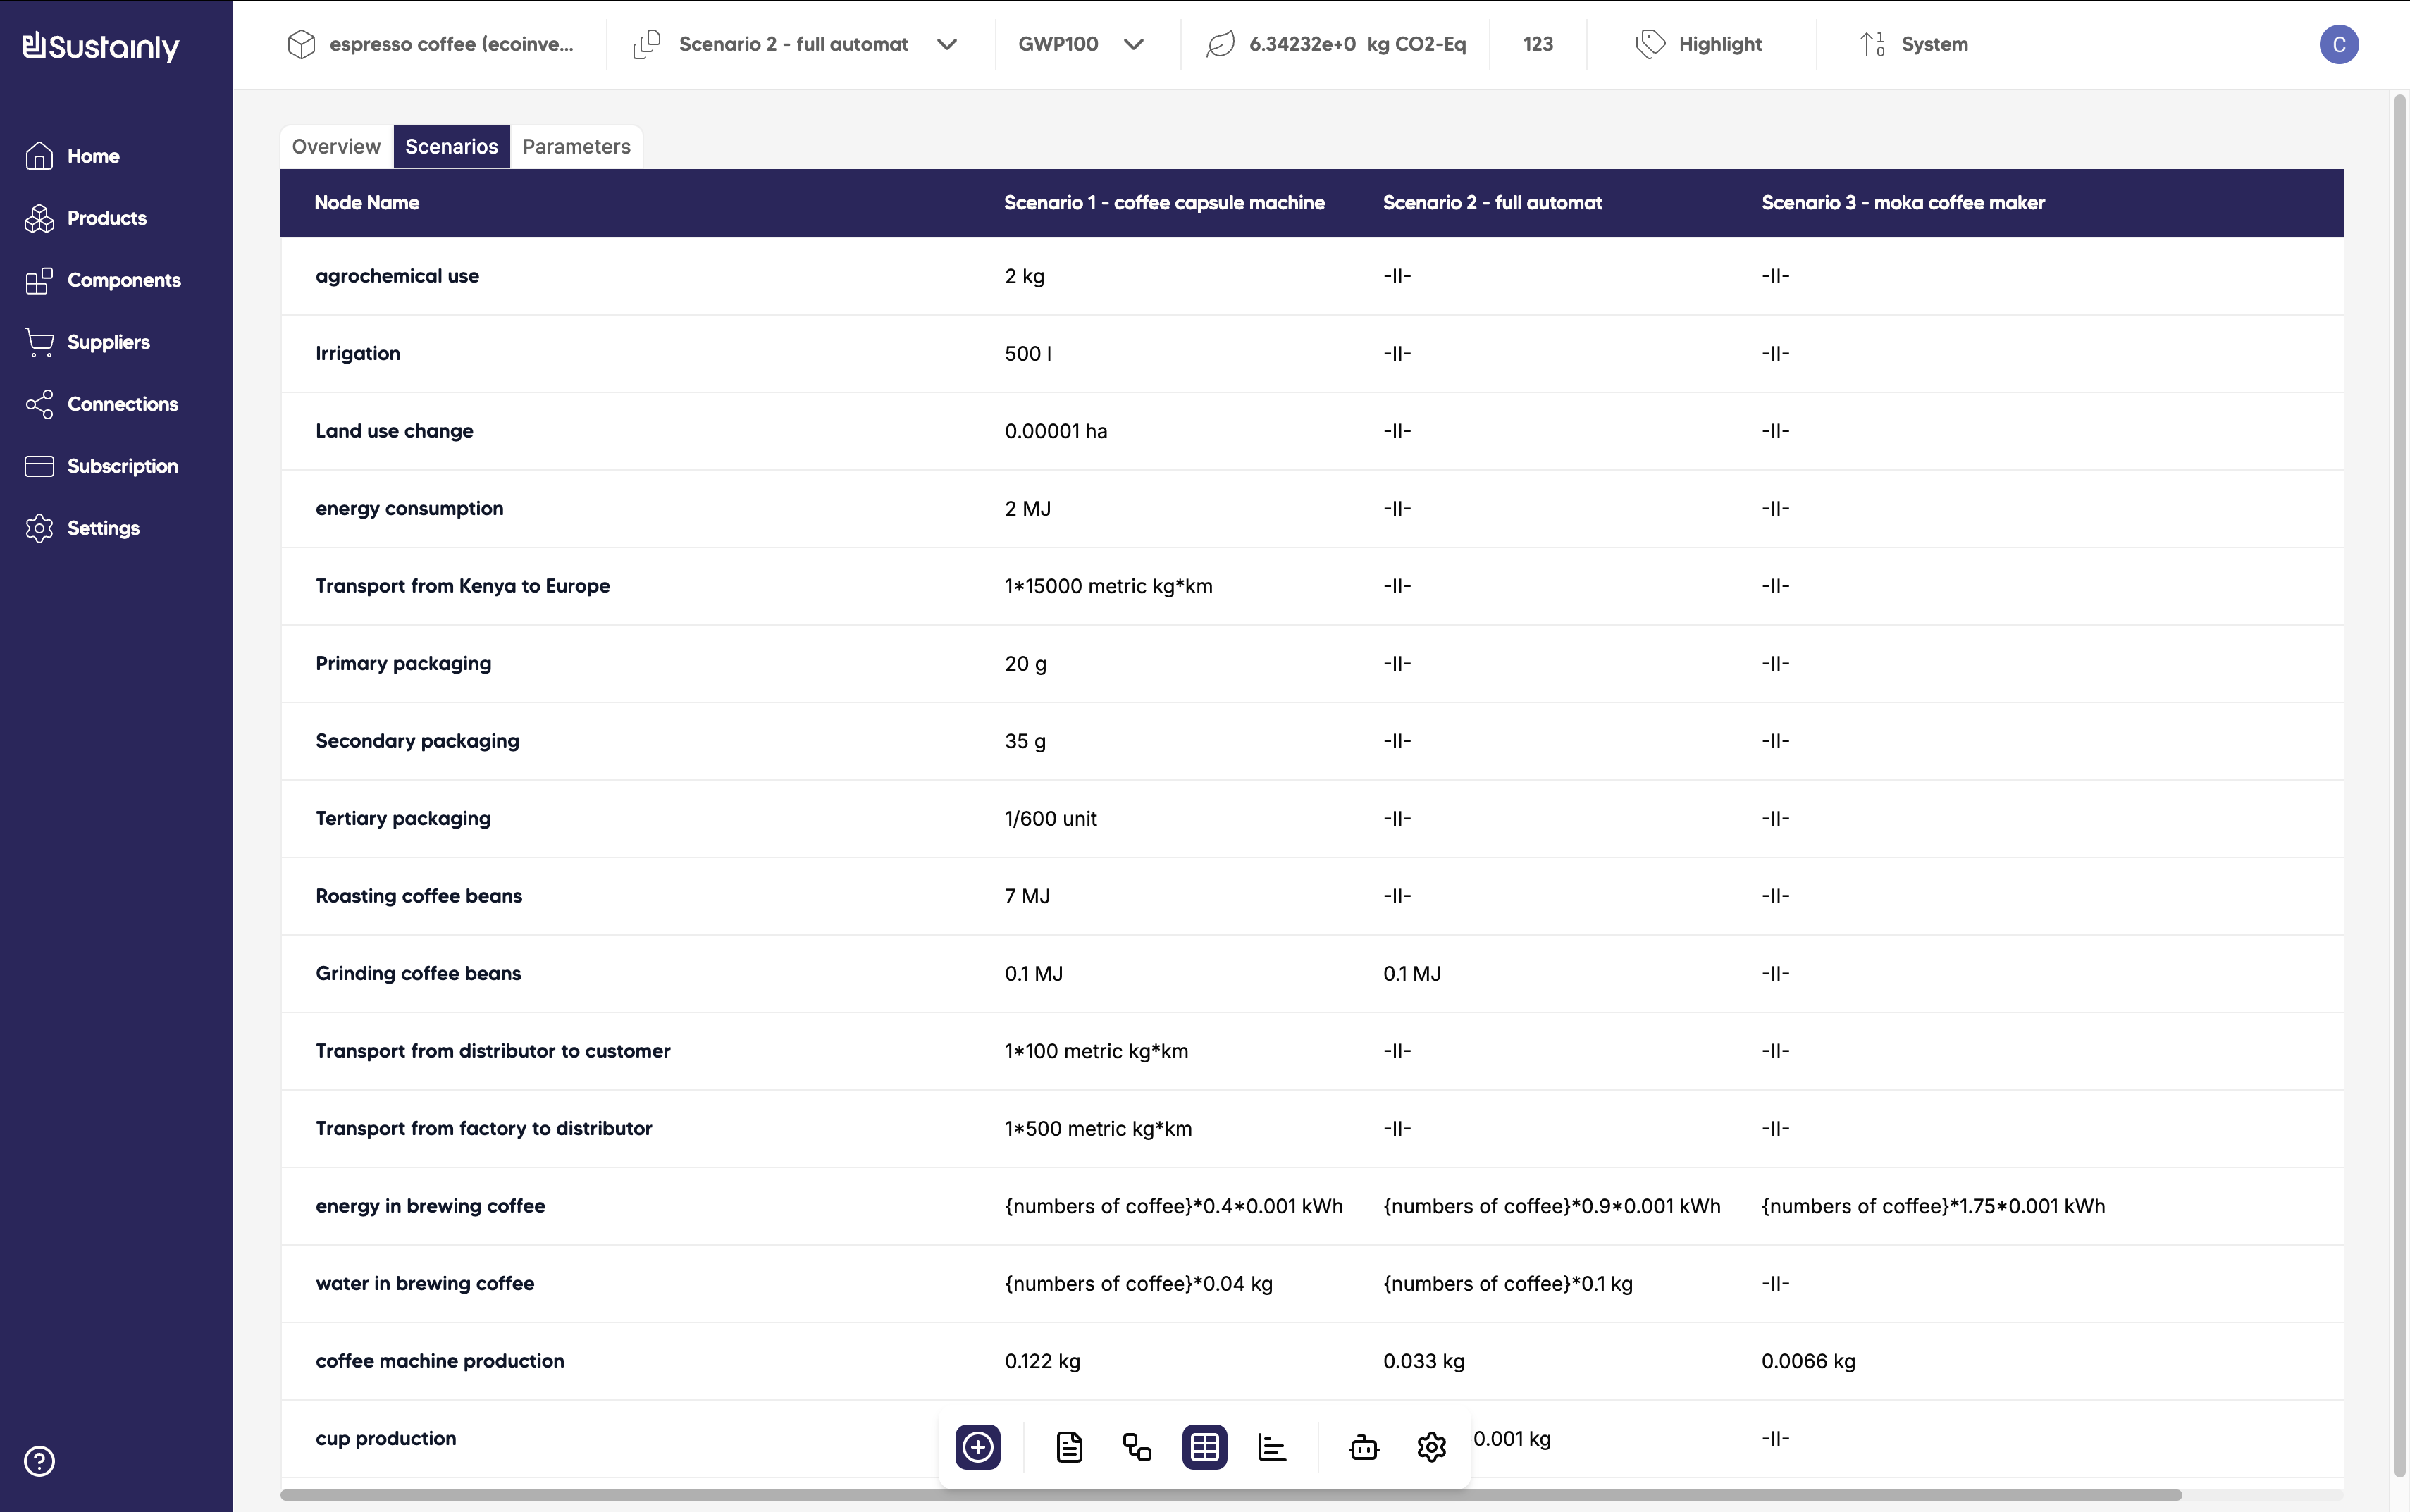 Sustainly
espresso coffee (ecoinve...
Scenario 2 - full automat
GWP100
6.34232e+0 kg CO2-Eq
123
Highlight
System
C
Home
Products
Components
Suppliers
Connections
Subscription
Settings
Overview Scenarios Parameters
Node Name Scenario 1 - coffee capsule machine Scenario 2 - full automat Scenario 3 - moka coffee maker
agrochemical use 2 kg -II- -II-
Irrigation 500 l -II- -II-
Land use change 0.00001 ha -II- -II-
energy consumption 2 MJ -II- -II-
Transport from Kenya to Europe 1*15000 metric kg*km -II- -II-
Primary packaging 20 g -II- -II-
Secondary packaging 35 g -II- -II-
Tertiary packaging 1/600 unit -II- -II-
Roasting coffee beans 7 MJ -II- -II-
Grinding coffee beans 0.1 MJ 0.1 MJ -II-
Transport from distributor to customer 1*100 metric kg*km -II- -II-
Transport from factory to distributor 1*500 metric kg*km -II- -II-
energy in brewing coffee {numbers of coffee}*0.4*0.001 kWh {numbers of coffee}*0.9*0.001 kWh {numbers of coffee}*1.75*0.001 kWh
water in brewing coffee {numbers of coffee}*0.04 kg {numbers of coffee}*0.1 kg -II-
coffee machine production 0.122 kg 0.033 kg 0.0066 kg
cup production 0.001 kg -II-
?